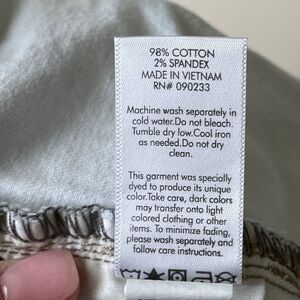 98% COTTON
2% SPANDEX
MADE IN VIETNAM
RN# 090233
Machine wash separately in
cold water.Do not bleach.
Tumble dry low.Cool iron
as needed.Do not dry
clean.
This garment was specially
dyed to produce its unique
color.Take care, dark colors
may transfer onto light
colored clothing or other
items. To minimize fading,
please wash separately and
follow care instructions.